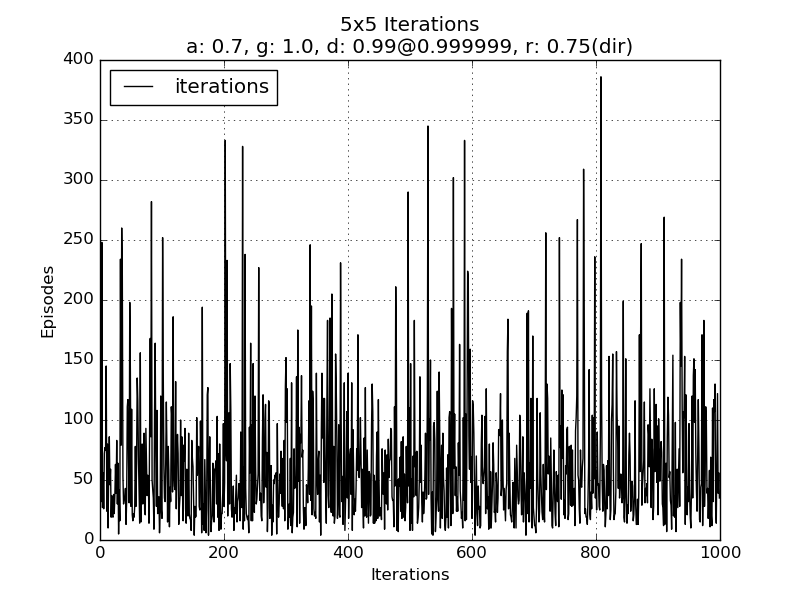 5x5 Iterations
a: 0.7, g: 1.0, d: 0.99@0.999999, r: 0.75(dir)
400
iterations
350
300
250
200
150
100
50
0
Episodes
0 200 400 600 800 1000
Iterations